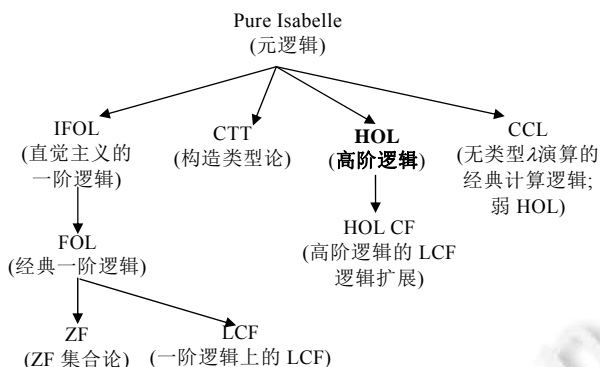 Pure Isabelle
(元逻辑)
IFOL
(直觉主义的
一阶逻辑)
CTT
(构造类型论)
HOL
(高阶逻辑)
CCL
(无类型λ演算的
经典计算逻辑;
弱 HOL)
FOL
(经典一阶逻辑)
HOL CF
(高阶逻辑的 LCF
逻辑扩展)
ZF
(ZF 集合论)
LCF
(一阶逻辑上的 LCF)